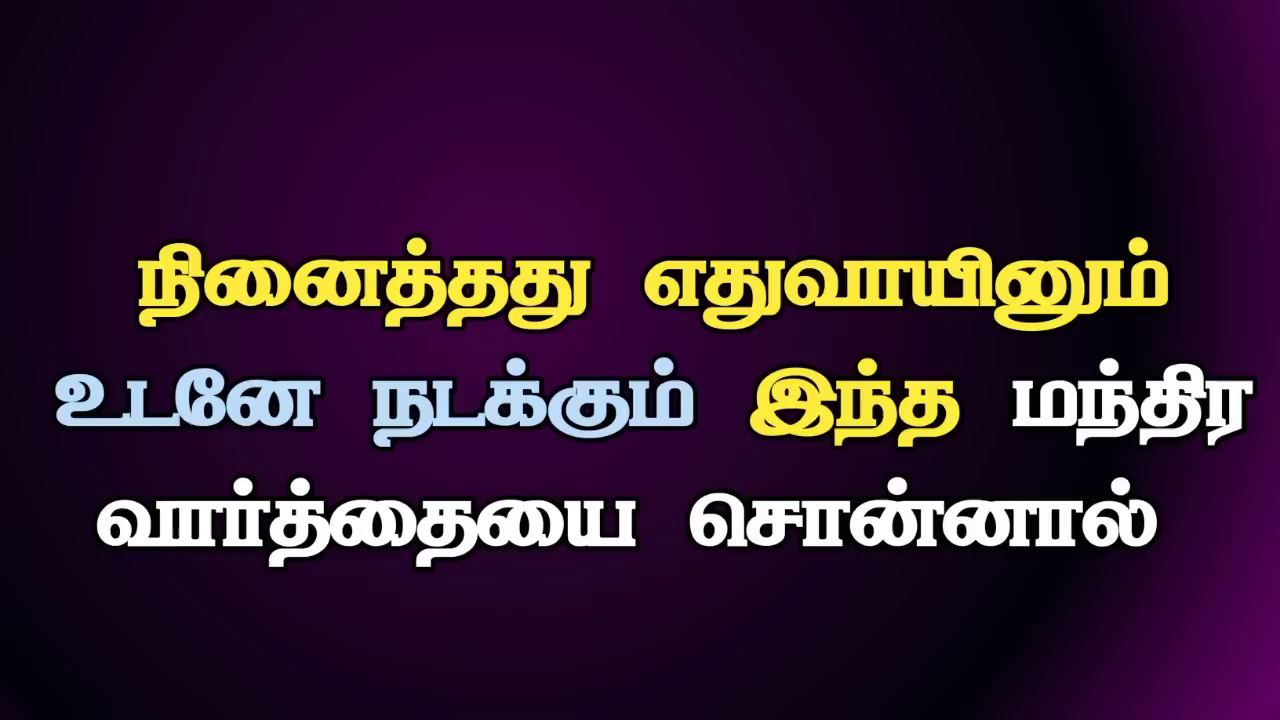 நினைத்தது எதுவாயினும்
உடனே நடக்கும் இந்த மந்திர
வார்த்தையை சொன்னால்